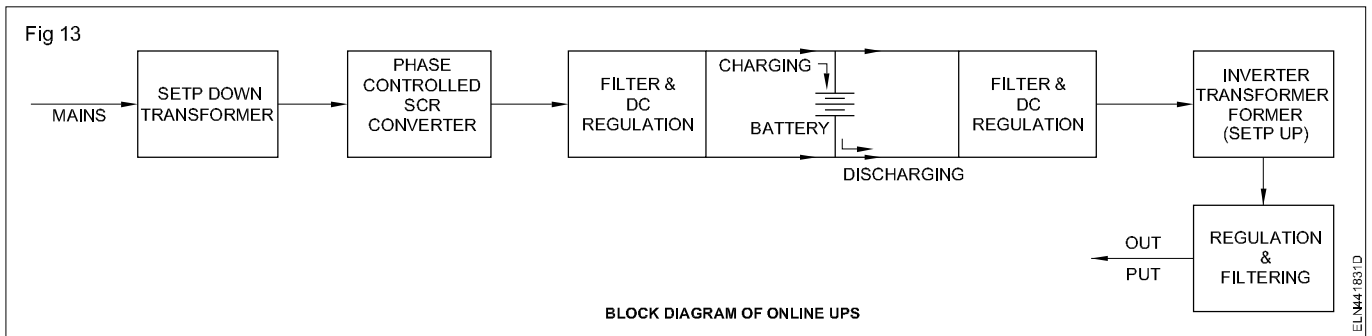 Fig 13
MAINS
SETP DOWN
TRANSFORMER
PHASE
CONTROLLED
SCR
CONVERTER
FILTER &
DC
REGULATION
CHARGING
BATTERY
DISCHARGING
FILTER &
DC
REGULATION
INVERTER
TRANSFORMER
FORMER
(SETP UP)
REGULATION
&
FILTERING
OUT
PUT
BLOCK DIAGRAM OF ONLINE UPS
ELN441831D